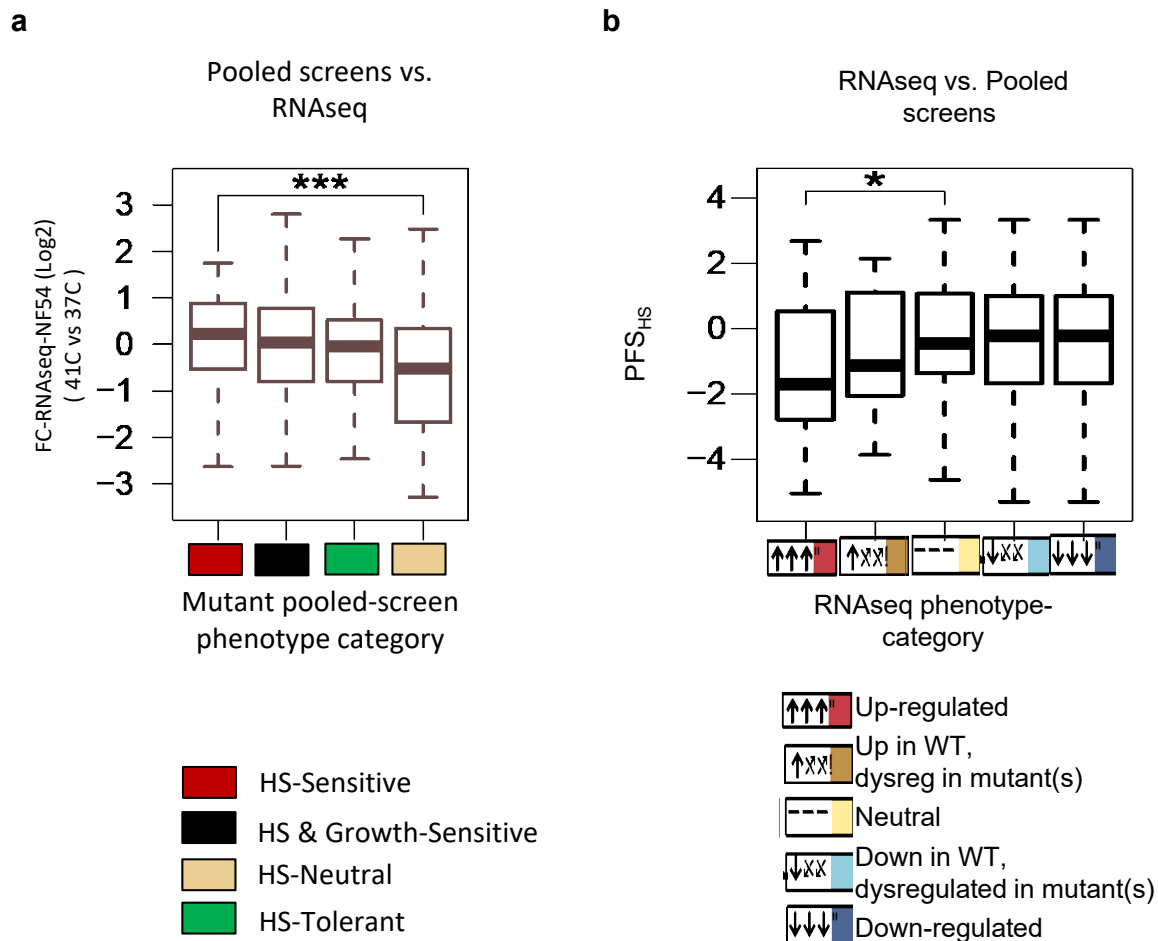 a
Pooled screens vs.
RNAseq
***
3
2
1
0
−1
−2
−3
FC-RNAseq-NF54 (Log2)
( 41C vs 37C )
Mutant pooled-screen
phenotype category
HS-Sensitive
HS & Growth-Sensitive
HS-Neutral
HS-Tolerant
b
RNAseq vs. Pooled
screens
*
4
2
0
−2
−4
PFSHS
RNAseq phenotype-
category
Up-regulated
Up in WT,
dysreg in mutant(s)
Neutral
Down in WT,
dysregulated in mutant(s)
Down-regulated